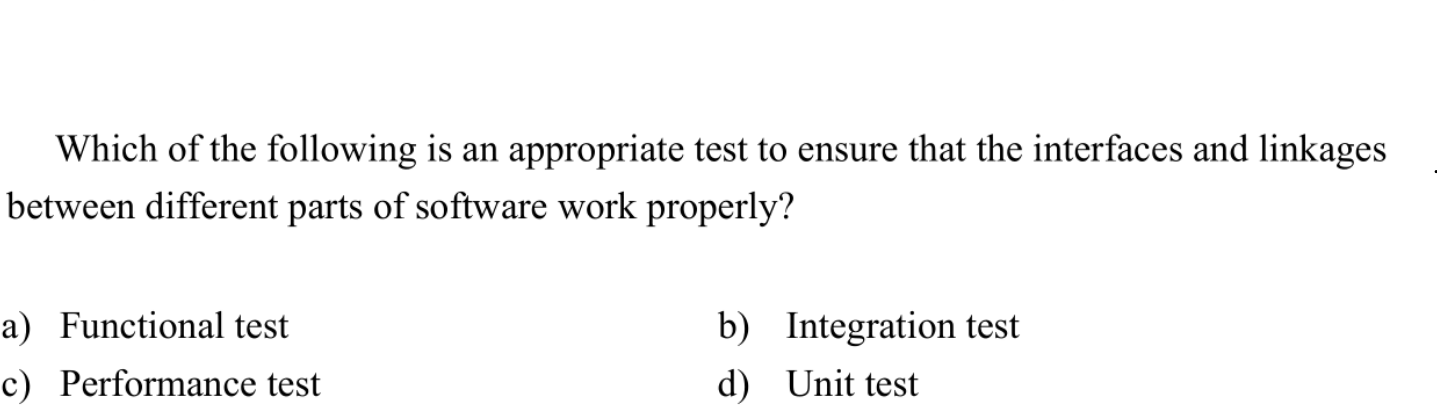 Which of the following is an appropriate test to ensure that the interfaces and linkages
between different parts of software work properly?
a) Functional test b) Integration test
c) Performance test d) Unit test